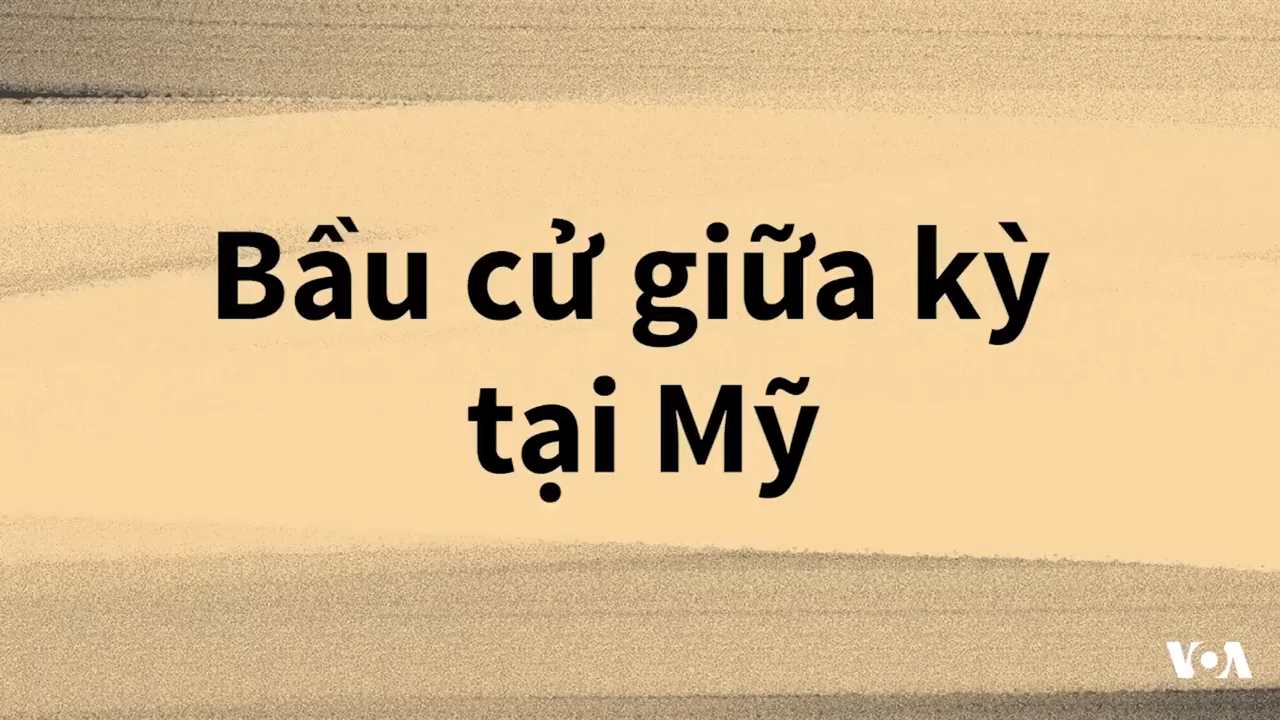 Bầu cử giữa kỳ
tại Mỹ
VOA